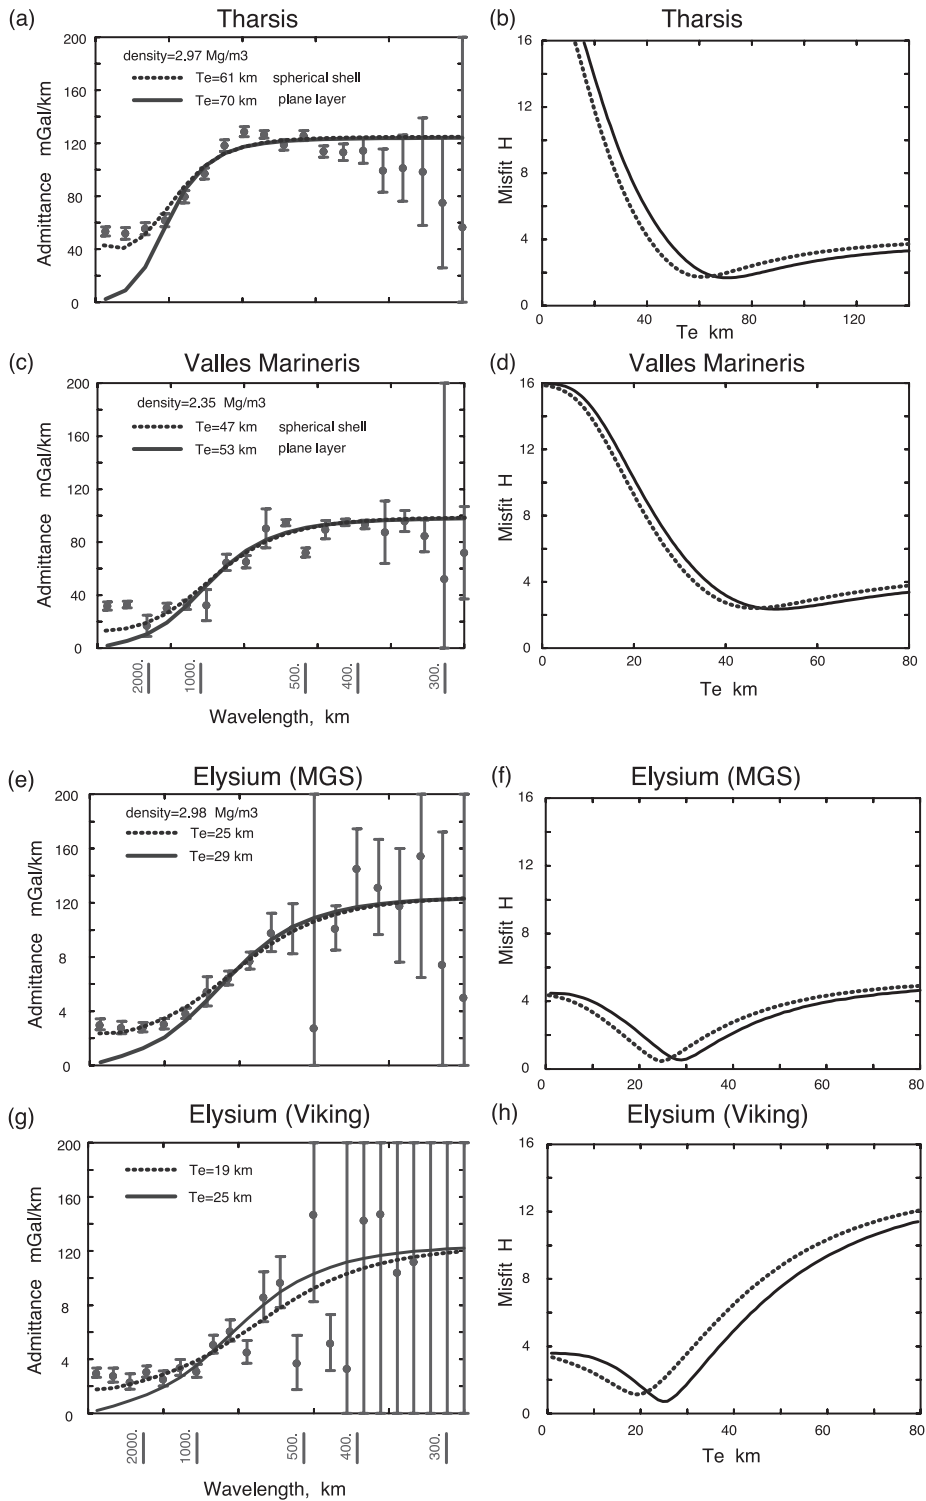 (a) Tharsis
200
160
120
80
40
0
Admittance mGal/km
density=2.97 Mg/m3
Te=61 km spherical shell
Te=70 km plane layer
(b) Tharsis
16
12
8
4
0
Misfit H
0 40 80 120
Te km
(c) Valles Marineris
200
160
120
80
40
0
Admittance mGal/km
density=2.35 Mg/m3
Te=47 km spherical shell
Te=53 km plane layer
2000. 1000. 500. 400. 300.
Wavelength, km
(d) Valles Marineris
16
12
8
4
0
Misfit H
0 20 40 60 80
Te km
(e) Elysium (MGS)
200
160
120
8
4
0
Admittance mGal/km
density=2.98 Mg/m3
Te=25 km
Te=29 km
(f) Elysium (MGS)
16
12
8
4
0
Misfit H
0 20 40 60 80
(g) Elysium (Viking)
200
160
120
8
4
0
Admittance mGal/km
Te=19 km
Te=25 km
2000. 1000. 500. 400. 300.
Wavelength, km
(h) Elysium (Viking)
16
12
8
4
0
Misfit H
0 20 40 60 80
Te km